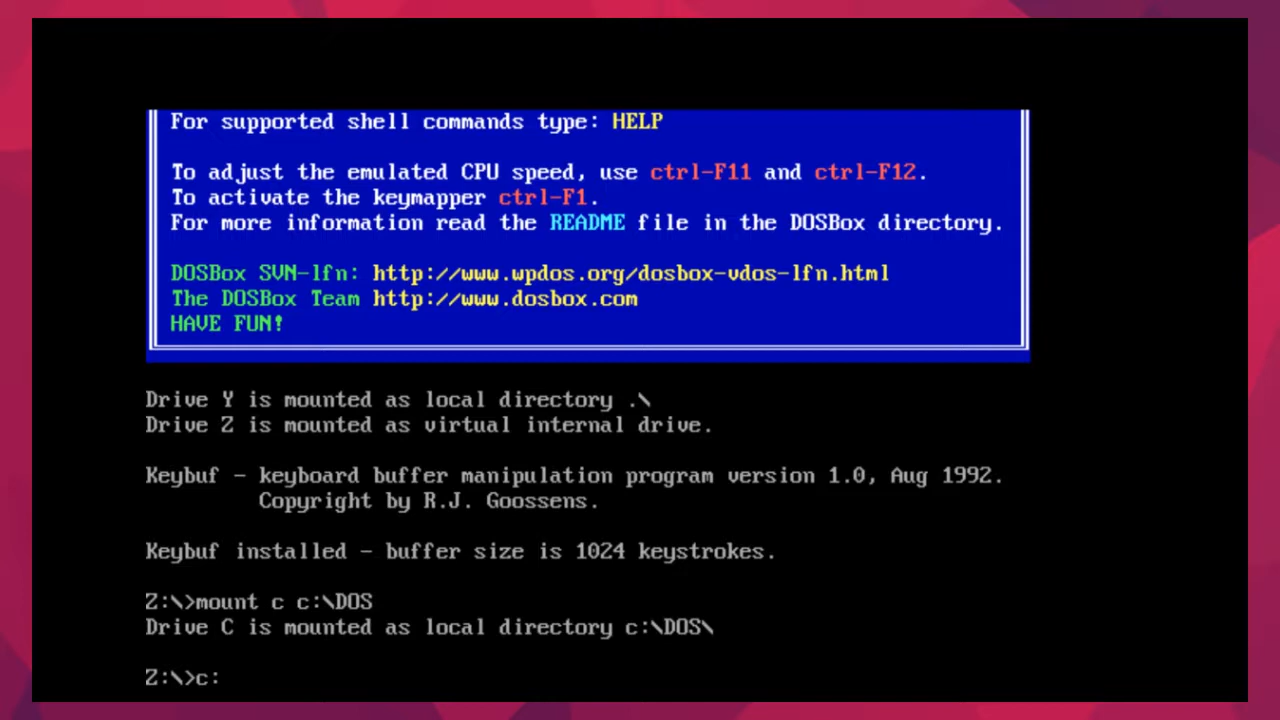 For supported shell commands type: HELP
To adjust the emulated CPU speed, use ctrl-F11 and ctrl-F12.
To activate the keymapper ctrl-F1.
For more information read the README file in the DOSBox directory.
DOSBox SVN-lfn: http://www.wpdos.org/dosbox-vdos-lfn.html
The DOSBox Team http://www.dosbox.com
HAVE FUN!
Drive Y is mounted as local directory .\
Drive Z is mounted as virtual internal drive.
Keybuf - keyboard buffer manipulation program version 1.0, Aug 1992.
Copyright by R.J. Goossens.
Keybuf installed - buffer size is 1024 keystrokes.
Z:\>mount c c:\DOS
Drive C is mounted as local directory c:\DOS\
Z:\>c: